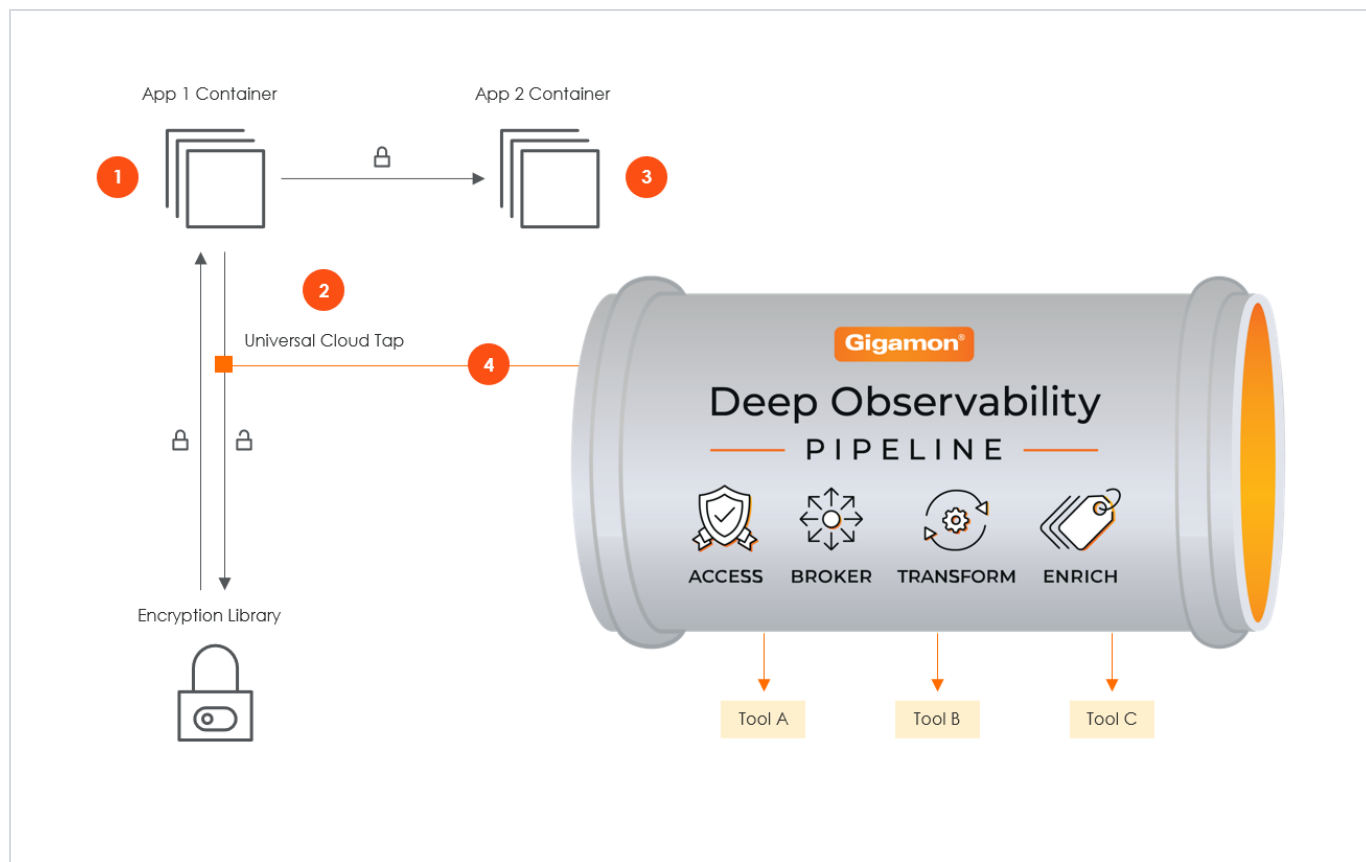 App 1 Container
App 2 Container
1
3
2
Universal Cloud Tap
4
Gigamon®
Deep Observability
PIPELINE
ACCESS
BROKER
TRANSFORM
ENRICH
Encryption Library
Tool A
Tool B
Tool C